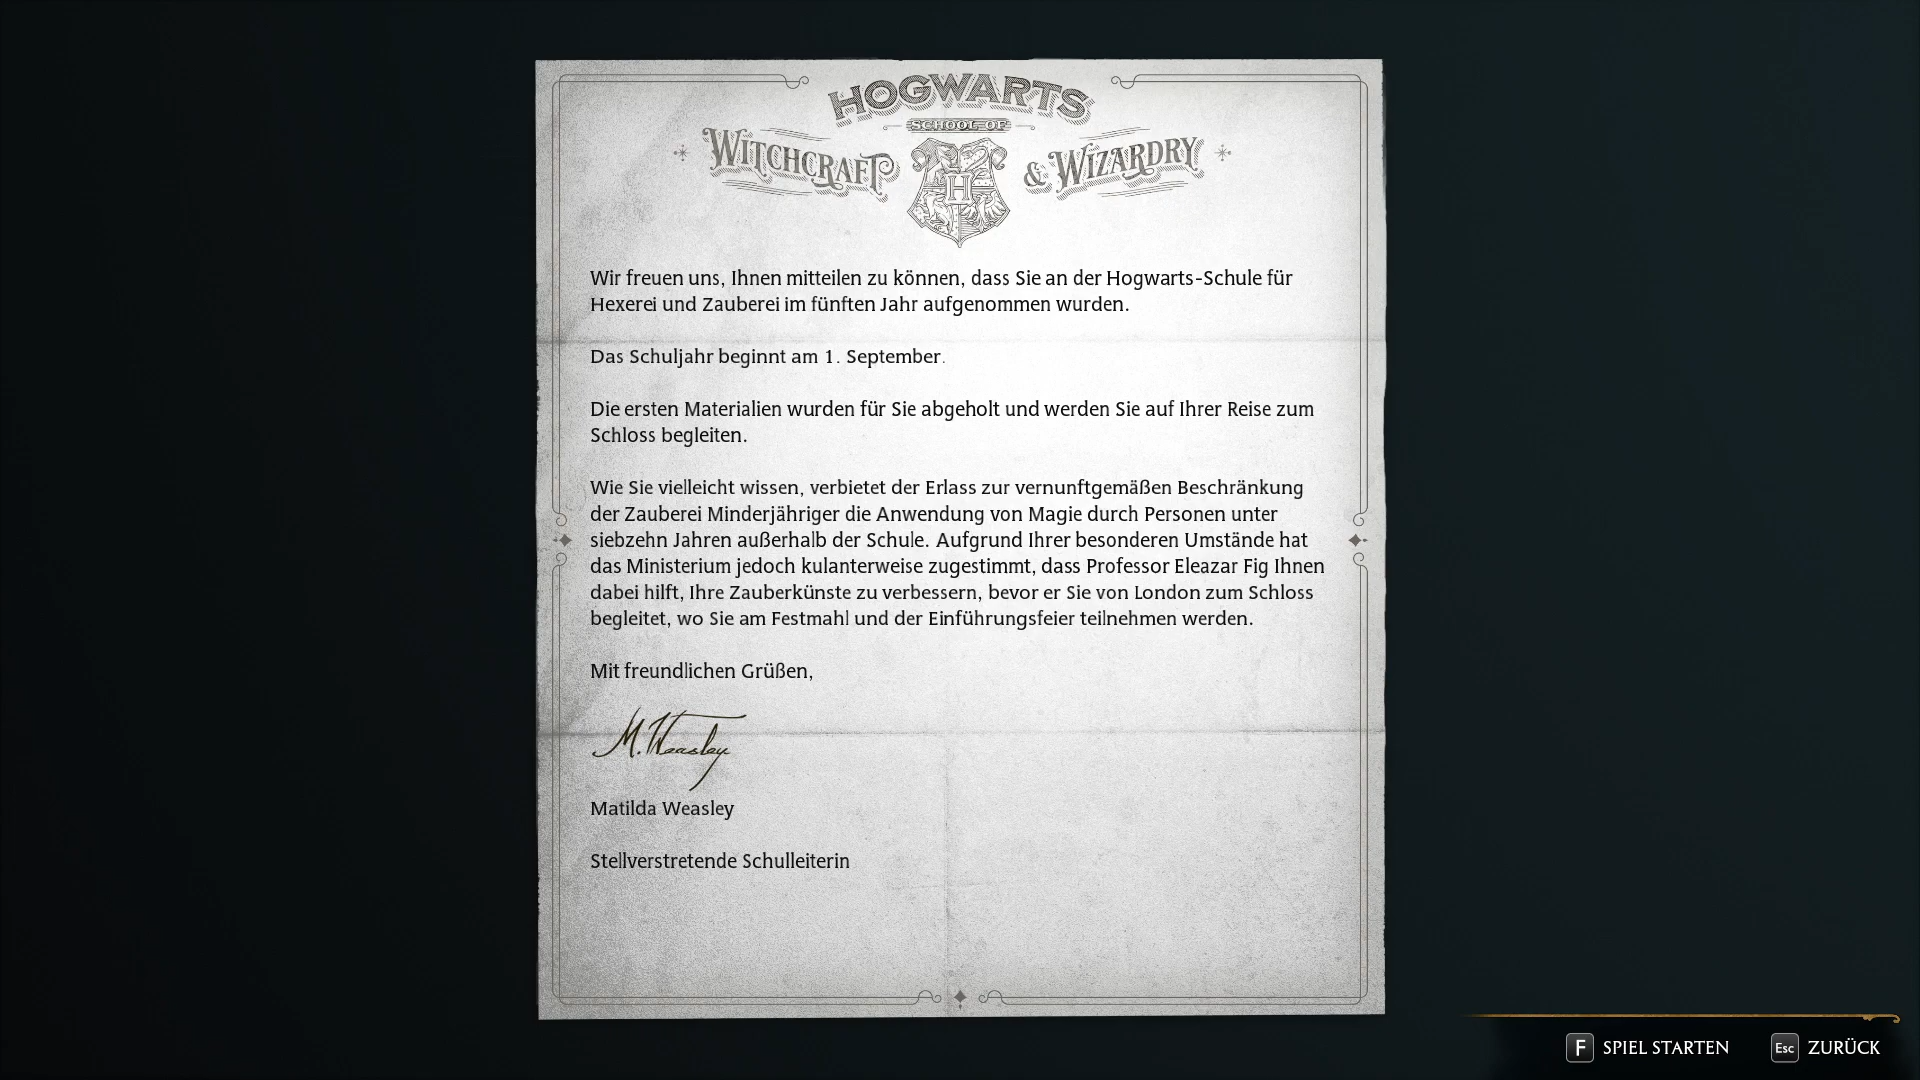 HOGWARTS
SCHOOL OF
WITCHCRAFT & WIZARDRY
H
Wir freuen uns, Ihnen mitteilen zu können, dass Sie an der Hogwarts-Schule für
Hexerei und Zauberei im fünften Jahr aufgenommen wurden.
Das Schuljahr beginnt am 1. September.
Die ersten Materialien wurden für Sie abgeholt und werden Sie auf Ihrer Reise zum
Schloss begleiten.
Wie Sie vielleicht wissen, verbietet der Erlass zur vernunftgemäßen Beschränkung
der Zauberei Minderjähriger die Anwendung von Magie durch Personen unter
siebzehn Jahren außerhalb der Schule. Aufgrund Ihrer besonderen Umstände hat
das Ministerium jedoch kulanterweise zugestimmt, dass Professor Eleazar Fig Ihnen
dabei hilft, Ihre Zauberkünste zu verbessern, bevor er Sie von London zum Schloss
begleitet, wo Sie am Festmahl und der Einführungsfeier teilnehmen werden.
Mit freundlichen Grüßen,
M. Weasley
Matilda Weasley
Stellverstretende Schulleiterin
F SPIEL STARTEN Esc ZURÜCK